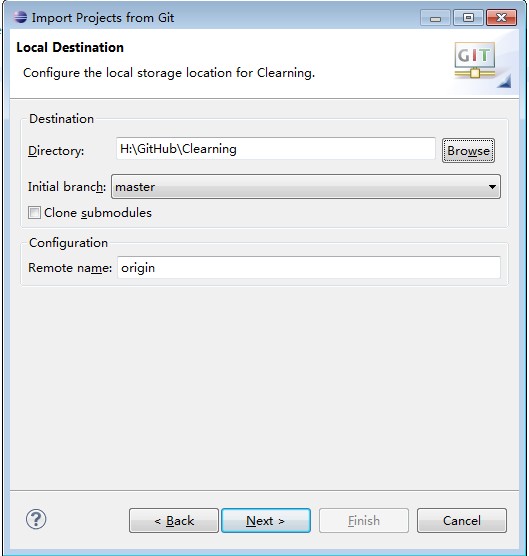 Import Projects from Git
Local Destination
Configure the local storage location for Clearning.
GIT
Destination
Directory: H:\GitHub\Clearning Browse
Initial branch: master
Clone submodules
Configuration
Remote name: origin
? < Back Next > Finish Cancel